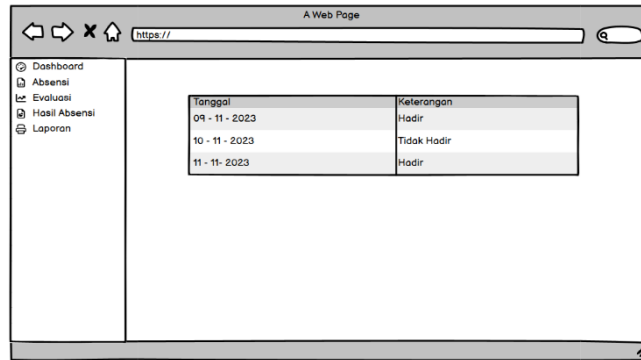 A Web Page
https://
Dashboard
Absensi
Evaluasi
Hasil Absensi
Laporan
Tanggal Keterangan
09 - 11 - 2023 Hadir
10 - 11 - 2023 Tidak Hadir
11 - 11- 2023 Hadir